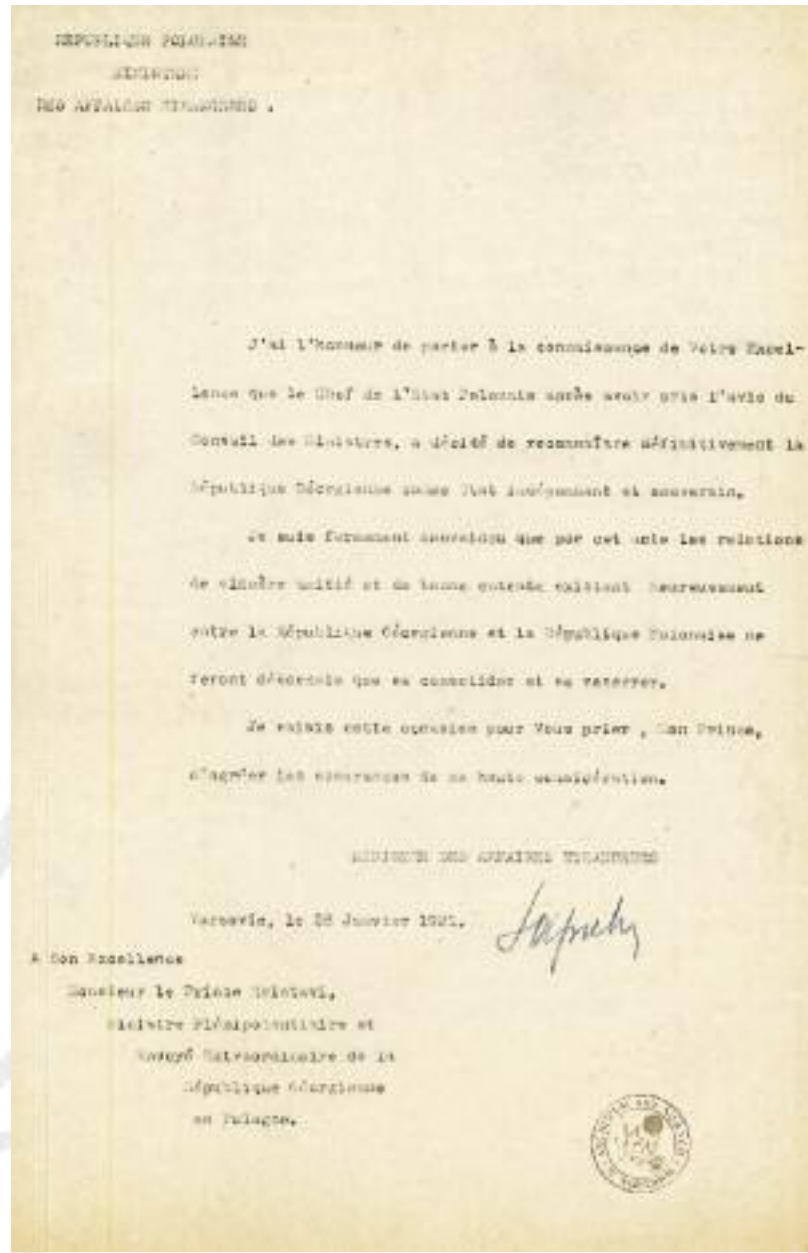 REPUBLIQUE POLONAISE
MINISTERE
DES AFFAIRES ETRANGERES .
J'ai l'honneur de porter à la connaissance de Votre Excel-
lence que le Chef de l'Etat Polonais après avoir pris l'avis du
Conseil des Ministres, a décidé de reconnaître définitivement la
République Géorgienne comme Etat indépendant et souverain.
Je suis fermement convaincu que par cet acte les relations
de sincère amitié et de bonne entente existant heureusement
entre la République Géorgienne et la République Polonaise ne
feront désormais que se consolider et se resserrer.
Je saisis cette occasion pour Vous prier , Mon Prince,
d'agréer les assurances de ma haute considération.
MINISTRE DES AFFAIRES ETRANGERES
Varsovie, le 28 Janvier 1921.
Sapieha
A Son Excellence
Monsieur le Prince
Ministre Plénipotentiaire et
Envoyé Extraordinaire de la
République Géorgienne
en Pologne.